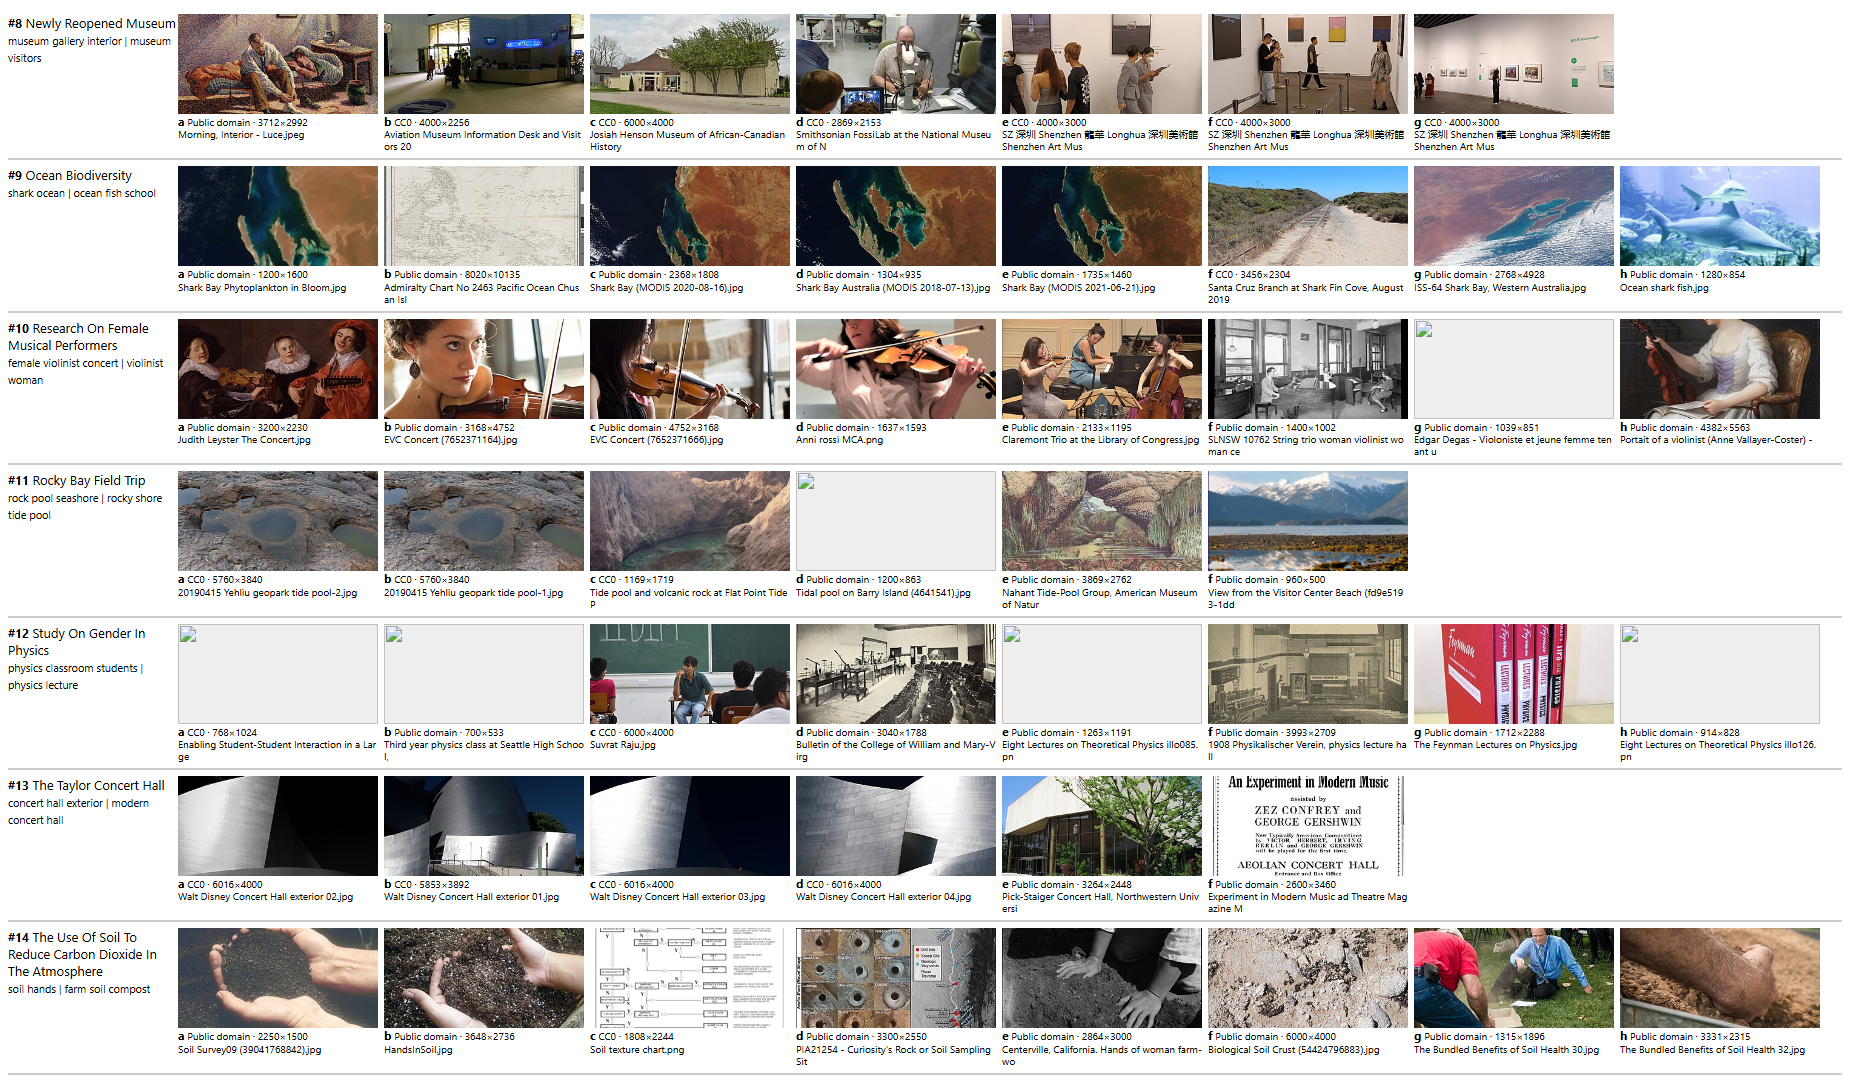 #8 Newly Reopened Museum
museum gallery interior | museum
visitors
a Public domain · 3712×2992
Morning, Interior - Luce.jpeg
b CC0 · 4000×2256
Aviation Museum Information Desk and Visit
ors 20
c CC0 · 6000×4000
Josiah Henson Museum of African-Canadian
History
d CC0 · 2869×2153
Smithsonian FossiLab at the National Museu
m of N
e CC0 · 4000×3000
SZ 深圳 Shenzhen 龍華 Longhua 深圳美術館
Shenzhen Art Mus
f CC0 · 4000×3000
SZ 深圳 Shenzhen 龍華 Longhua 深圳美術館
Shenzhen Art Mus
g CC0 · 4000×3000
SZ 深圳 Shenzhen 龍華 Longhua 深圳美術館
Shenzhen Art Mus
#9 Ocean Biodiversity
shark ocean | ocean fish school
a Public domain · 1200×1600
Shark Bay Phytoplankton in Bloom.jpg
b Public domain · 8020×10135
Admiralty Chart No 2463 Pacific Ocean Chus
an Isl
c Public domain · 2368×1808
Shark Bay (MODIS 2020-08-16).jpg
d Public domain · 1304×935
Shark Bay Australia (MODIS 2018-07-13).jpg
e Public domain · 1735×1460
Shark Bay (MODIS 2021-06-21).jpg
f CC0 · 3456×2304
Santa Cruz Branch at Shark Fin Cove, August
2019
g Public domain · 2768×4928
ISS-64 Shark Bay, Western Australia.jpg
h Public domain · 1280×854
Ocean shark fish.jpg
#10 Research On Female
Musical Performers
female violinist concert | violinist
woman
a Public domain · 3200×2230
Judith Leyster The Concert.jpg
b Public domain · 3168×4752
EVC Concert (7652371164).jpg
c Public domain · 4752×3168
EVC Concert (7652371666).jpg
d Public domain · 1637×1593
Anni rossi MCA.png
e Public domain · 2133×1195
Claremont Trio at the Library of Congress.jpg
f Public domain · 1400×1002
SLNSW 10762 String trio woman violinist wo
man ce
g Public domain · 1039×851
Edgar Degas - Violoniste et jeune femme ten
ant u
h Public domain · 4382×5563
Portait of a violinist (Anne Vallayer-Coster) -
#11 Rocky Bay Field Trip
rock pool seashore | rocky shore
tide pool
a CC0 · 5760×3840
20190415 Yehliu geopark tide pool-2.jpg
b CC0 · 5760×3840
20190415 Yehliu geopark tide pool-1.jpg
c CC0 · 1169×1719
Tide pool and volcanic rock at Flat Point Tide
P
d Public domain · 1200×863
Tidal pool on Barry Island (4641541).jpg
e Public domain · 3869×2762
Nahant Tide-Pool Group, American Museum
of Natur
f Public domain · 960×500
View from the Visitor Center Beach (fd9e519
3-1dd
#12 Study On Gender In
Physics
physics classroom students |
physics lecture
a CC0 · 768×1024
Enabling Student-Student Interaction in a Lar
ge
b Public domain · 700×533
Third year physics class at Seattle High Schoo
l,
c CC0 · 6000×4000
Suvrat Raju.jpg
d Public domain · 3040×1788
Bulletin of the College of William and Mary-V
irg
e Public domain · 1263×1191
Eight Lectures on Theoretical Physics illo085.
pn
f Public domain · 3993×2709
1908 Physikalischer Verein, physics lecture ha
ll
Feynman
g Public domain · 1712×2288
The Feynman Lectures on Physics.jpg
h Public domain · 914×828
Eight Lectures on Theoretical Physics illo126.
pn
#13 The Taylor Concert Hall
concert hall exterior | modern
concert hall
a CC0 · 6016×4000
Walt Disney Concert Hall exterior 02.jpg
b CC0 · 5853×3892
Walt Disney Concert Hall exterior 01.jpg
c CC0 · 6016×4000
Walt Disney Concert Hall exterior 03.jpg
d CC0 · 6016×4000
Walt Disney Concert Hall exterior 04.jpg
e Public domain · 3264×2448
Pick-Staiger Concert Hall, Northwestern Univ
ersi
An Experiment in Modern Music
assisted by
ZEZ CONFREY and
GEORGE GERSHWIN
New Typically American Compositions
by VICTOR HERBERT, IRVING
BERLIN and GEORGE GERSHWIN
will be played for the first time.
AEOLIAN CONCERT HALL
Entrance and Box Office
f Public domain · 2600×3460
Experiment in Modern Music ad Theatre Mag
azine M
#14 The Use Of Soil To
Reduce Carbon Dioxide In
The Atmosphere
soil hands | farm soil compost
a Public domain · 2250×1500
Soil Survey09 (39041768842).jpg
b Public domain · 3648×2736
HandsInSoil.jpg
c CC0 · 1808×2244
Soil texture chart.png
d Public domain · 3300×2550
PIA21254 - Curiosity's Rock or Soil Sampling
Sit
e Public domain · 2864×3000
Centerville, California. Hands of woman farm-
wo
f Public domain · 6000×4000
Biological Soil Crust (54424796883).jpg
g Public domain · 1315×1896
The Bundled Benefits of Soil Health 30.jpg
h Public domain · 3331×2315
The Bundled Benefits of Soil Health 32.jpg